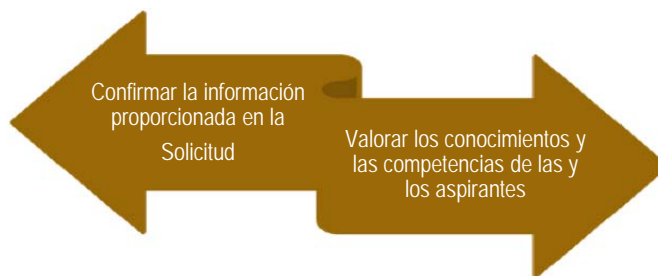 Confirmar la información
proporcionada en la
Solicitud
Valorar los conocimientos y
las competencias de las y
los aspirantes